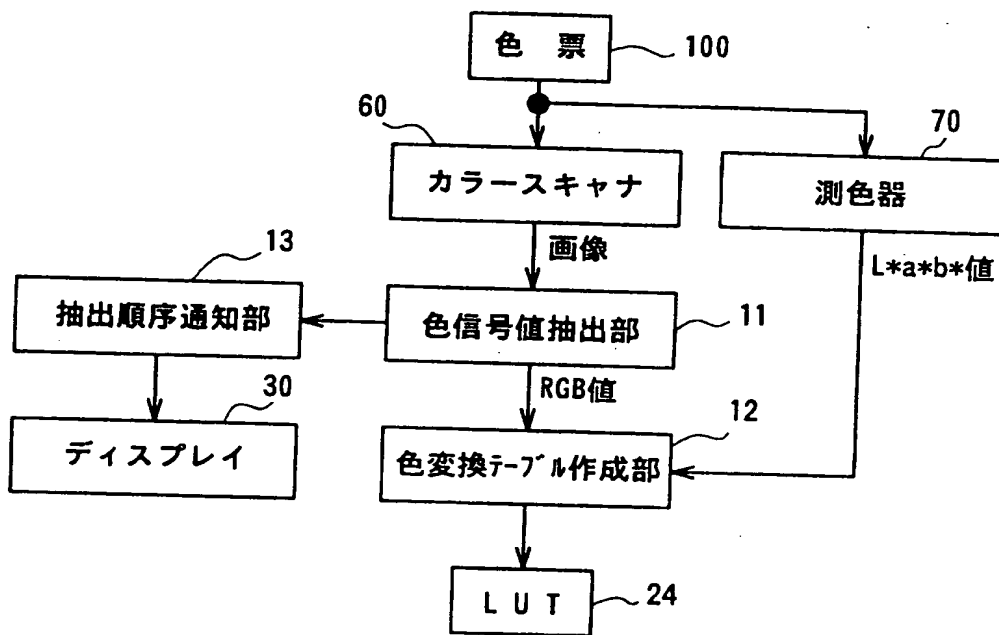 色 票
100
60
カラースキャナ
70
測色器
画像
L*a*b*値
13
抽出順序通知部
色信号値抽出部
11
RGB値
30
ディスプレイ
12
色変換テーブル作成部
LUT
24